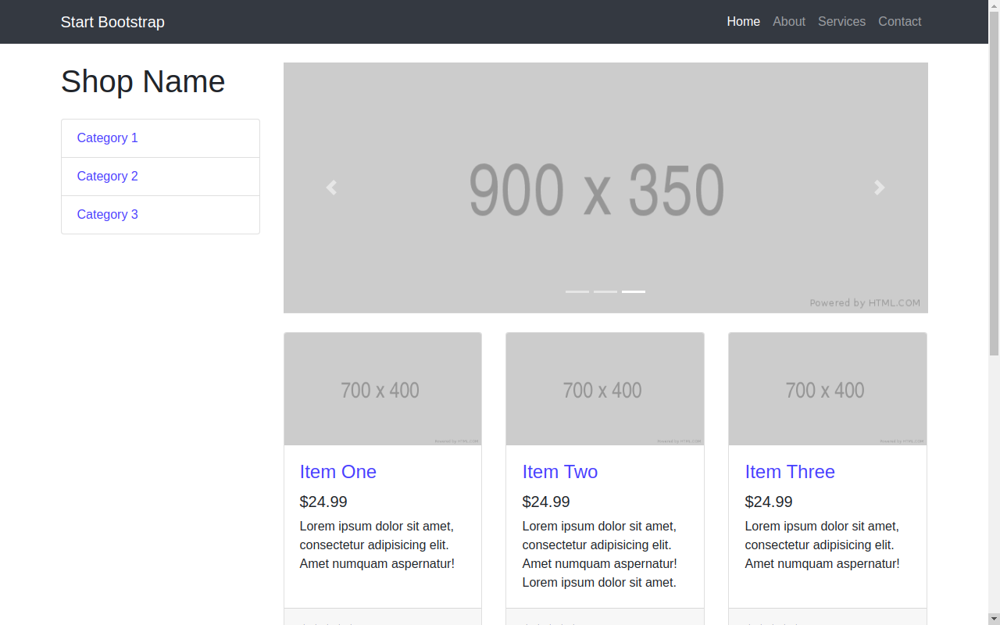 Start Bootstrap
Home About Services Contact
Shop Name
Category 1
Category 2
Category 3
900 x 350
Powered by HTML.COM
700 x 400
Powered by HTML.COM
700 x 400
Powered by HTML.COM
700 x 400
Powered by HTML.COM
Item One
$24.99
Lorem ipsum dolor sit amet,
consectetur adipisicing elit.
Amet numquam aspernatur!
Item Two
$24.99
Lorem ipsum dolor sit amet,
consectetur adipisicing elit.
Amet numquam aspernatur!
Lorem ipsum dolor sit amet.
Item Three
$24.99
Lorem ipsum dolor sit amet,
consectetur adipisicing elit.
Amet numquam aspernatur!